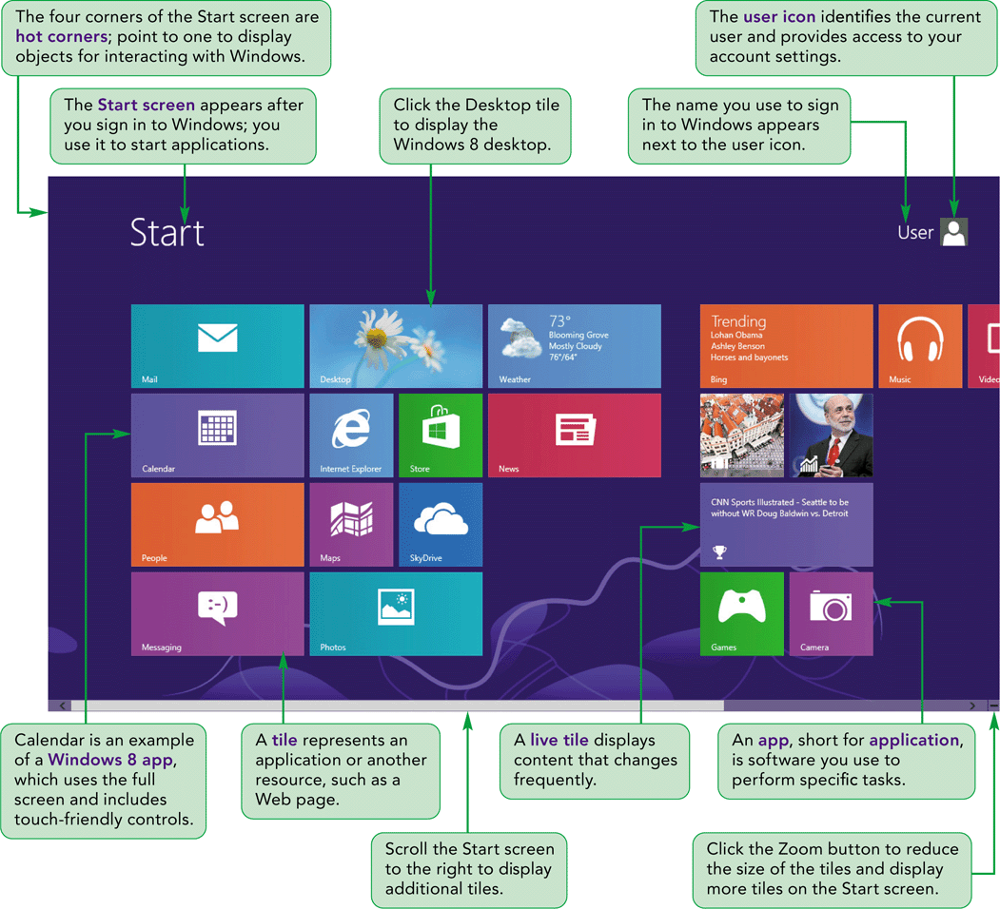 The four corners of the Start screen are
hot corners; point to one to display
objects for interacting with Windows.
The user icon identifies the current
user and provides access to your
account settings.
The Start screen appears after
you sign in to Windows; you
use it to start applications.
Click the Desktop tile
to display the
Windows 8 desktop.
The name you use to sign
in to Windows appears
next to the user icon.
Start
User
Mail
Desktop
73°
Blooming Grove
Mostly Cloudy
76°/64°
Weather
Trending
Lohan Obama
Ashley Benson
Horses and bayonets
Bing
Music
Video
Calendar
Internet Explorer
Store
News
People
Maps
SkyDrive
CNN Sports Illustrated - Seattle to be
without WR Doug Baldwin vs. Detroit
Messaging
:-)
Photos
Games
Camera
Calendar is an example
of a Windows 8 app,
which uses the full
screen and includes
touch-friendly controls.
A tile represents an
application or another
resource, such as a
Web page.
A live tile displays
content that changes
frequently.
An app, short for application,
is software you use to
perform specific tasks.
Scroll the Start screen
to the right to display
additional tiles.
Click the Zoom button to reduce
the size of the tiles and display
more tiles on the Start screen.